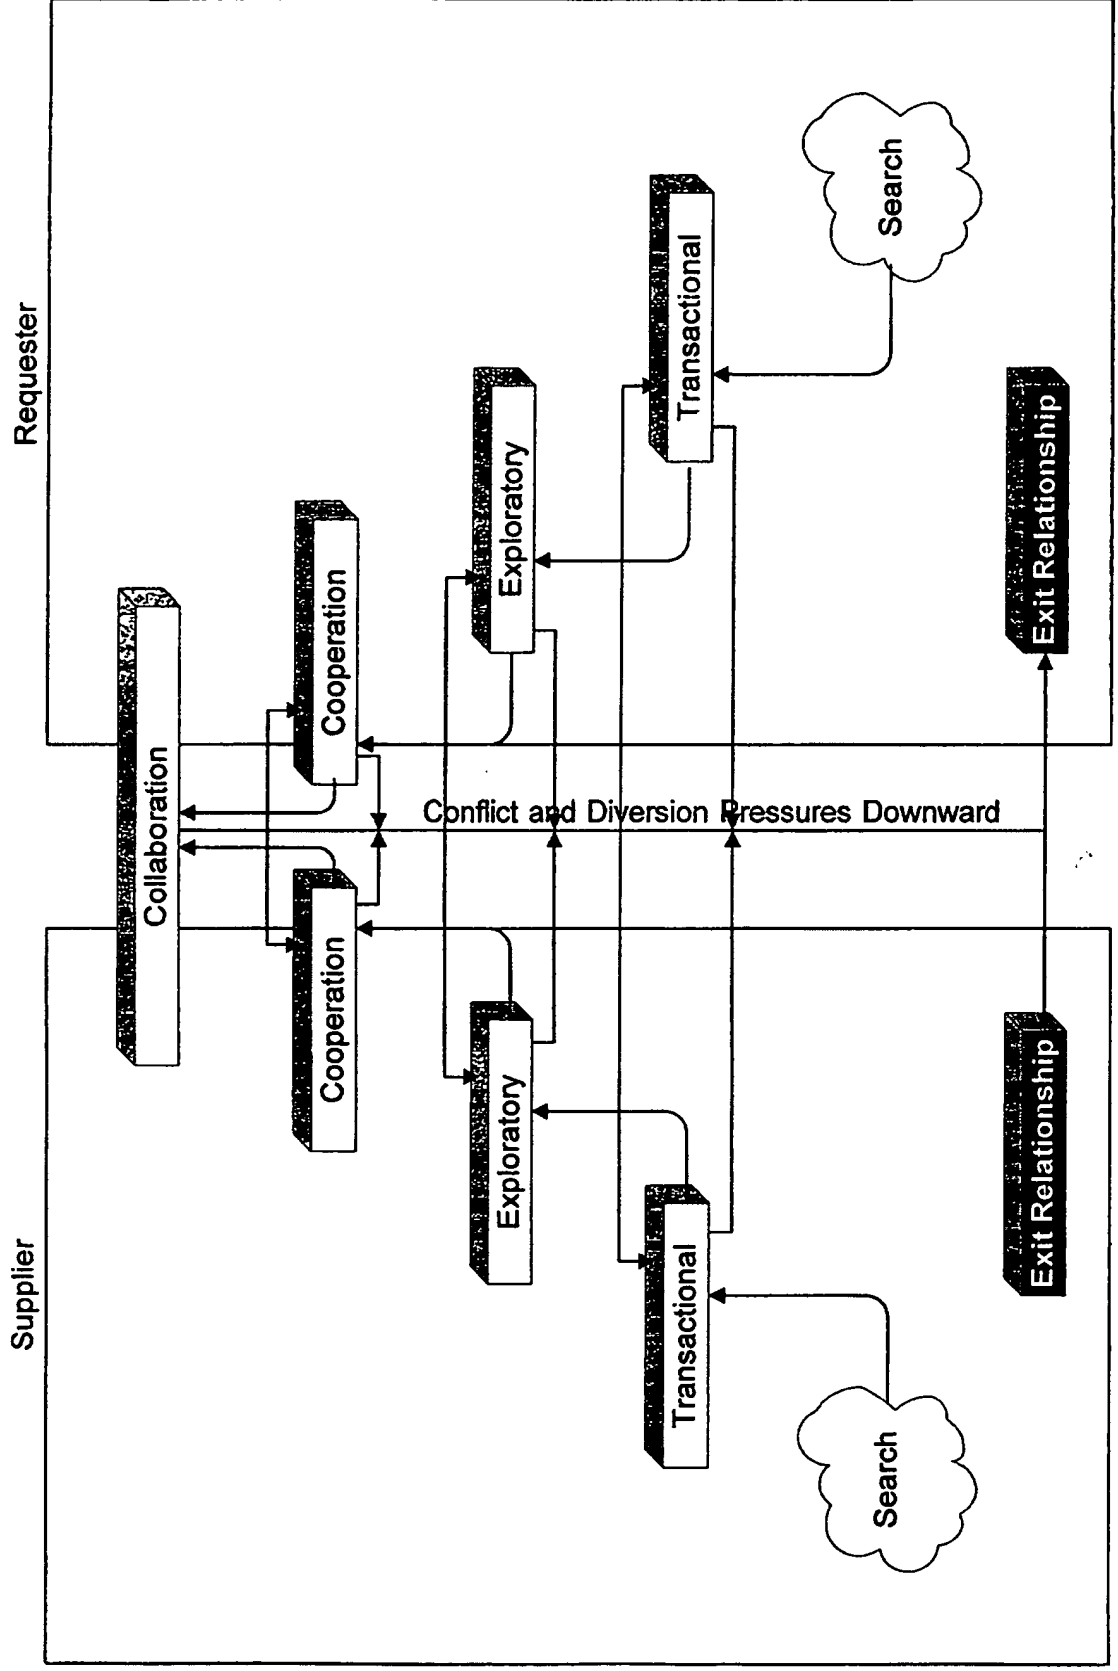 Supplier
Requester
Collaboration
Cooperation
Cooperation
Exploratory
Exploratory
Transactional
Transactional
Conflict and Diversion Pressures Downward
Search
Search
Exit Relationship
Exit Relationship